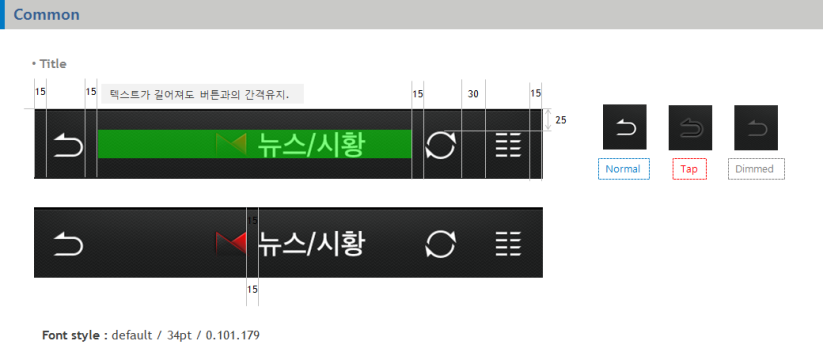 Common
• Title
15 15 텍스트가 길어져도 버튼과의 간격유지. 15 30 15
25
뉴스/시황
Normal Tap Dimmed
15
뉴스/시황
15
Font style : default / 34pt / 0.101.179